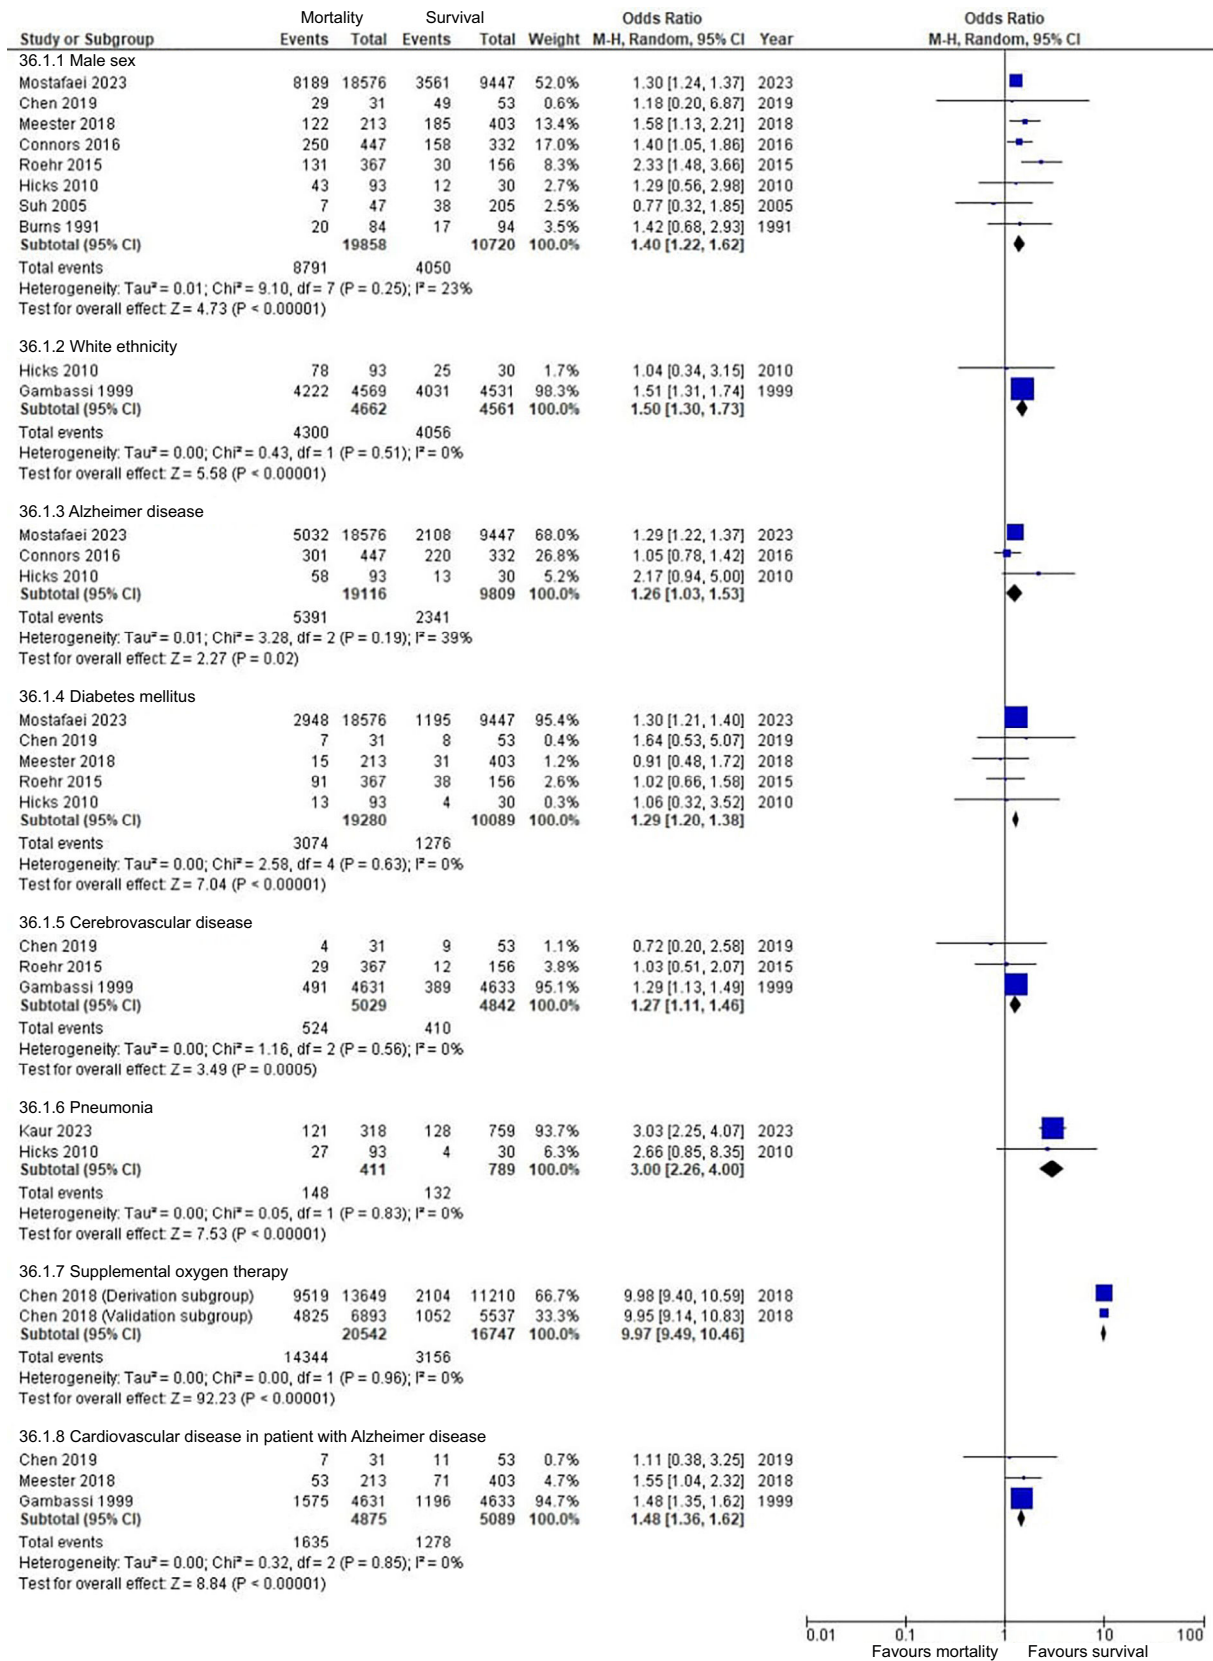 Mortality Survival Odds Ratio Odds Ratio
Study or Subgroup Events Total Events Total Weight M-H, Random, 95% CI Year M-H, Random, 95% CI
36.1.1 Male sex
Mostafaei 2023 8189 18576 3561 9447 52.0% 1.30 [1.24, 1.37] 2023
Chen 2019 29 31 49 53 0.6% 1.18 [0.20, 6.87] 2019
Meester 2018 122 213 185 403 13.4% 1.58 [1.13, 2.21] 2018
Connors 2016 250 447 158 332 17.0% 1.40 [1.05, 1.86] 2016
Roehr 2015 131 367 30 156 8.3% 2.33 [1.48, 3.66] 2015
Hicks 2010 43 93 12 30 2.7% 1.29 [0.56, 2.98] 2010
Suh 2005 7 47 38 205 2.5% 0.77 [0.32, 1.85] 2005
Burns 1991 20 84 17 94 3.5% 1.42 [0.68, 2.93] 1991
Subtotal (95% CI) 19858 10720 100.0% 1.40 [1.22, 1.62]
Total events 8791 4050
Heterogeneity: Tau² = 0.01; Chi² = 9.10, df = 7 (P = 0.25); I² = 23%
Test for overall effect: Z = 4.73 (P < 0.00001)
36.1.2 White ethnicity
Hicks 2010 78 93 25 30 1.7% 1.04 [0.34, 3.15] 2010
Gambassi 1999 4222 4569 4031 4531 98.3% 1.51 [1.31, 1.74] 1999
Subtotal (95% CI) 4662 4561 100.0% 1.50 [1.30, 1.73]
Total events 4300 4056
Heterogeneity: Tau² = 0.00; Chi² = 0.43, df = 1 (P = 0.51); I² = 0%
Test for overall effect: Z = 5.58 (P < 0.00001)
36.1.3 Alzheimer disease
Mostafaei 2023 5032 18576 2108 9447 68.0% 1.29 [1.22, 1.37] 2023
Connors 2016 301 447 220 332 26.8% 1.05 [0.78, 1.42] 2016
Hicks 2010 58 93 13 30 5.2% 2.17 [0.94, 5.00] 2010
Subtotal (95% CI) 19116 9809 100.0% 1.26 [1.03, 1.53]
Total events 5391 2341
Heterogeneity: Tau² = 0.01; Chi² = 3.28, df = 2 (P = 0.19); I² = 39%
Test for overall effect: Z = 2.27 (P = 0.02)
36.1.4 Diabetes mellitus
Mostafaei 2023 2948 18576 1195 9447 95.4% 1.30 [1.21, 1.40] 2023
Chen 2019 7 31 8 53 0.4% 1.64 [0.53, 5.07] 2019
Meester 2018 15 213 31 403 1.2% 0.91 [0.48, 1.72] 2018
Roehr 2015 91 367 38 156 2.6% 1.02 [0.66, 1.58] 2015
Hicks 2010 13 93 4 30 0.3% 1.06 [0.32, 3.52] 2010
Subtotal (95% CI) 19280 10089 100.0% 1.29 [1.20, 1.38]
Total events 3074 1276
Heterogeneity: Tau² = 0.00; Chi² = 2.58, df = 4 (P = 0.63); I² = 0%
Test for overall effect: Z = 7.04 (P < 0.00001)
36.1.5 Cerebrovascular disease
Chen 2019 4 31 9 53 1.1% 0.72 [0.20, 2.58] 2019
Roehr 2015 29 367 12 156 3.8% 1.03 [0.51, 2.07] 2015
Gambassi 1999 491 4631 389 4633 95.1% 1.29 [1.13, 1.49] 1999
Subtotal (95% CI) 5029 4842 100.0% 1.27 [1.11, 1.46]
Total events 524 410
Heterogeneity: Tau² = 0.00; Chi² = 1.16, df = 2 (P = 0.56); I² = 0%
Test for overall effect: Z = 3.49 (P = 0.0005)
36.1.6 Pneumonia
Kaur 2023 121 318 128 759 93.7% 3.03 [2.25, 4.07] 2023
Hicks 2010 27 93 4 30 6.3% 2.66 [0.85, 8.35] 2010
Subtotal (95% CI) 411 789 100.0% 3.00 [2.26, 4.00]
Total events 148 132
Heterogeneity: Tau² = 0.00; Chi² = 0.05, df = 1 (P = 0.83); I² = 0%
Test for overall effect: Z = 7.53 (P < 0.00001)
36.1.7 Supplemental oxygen therapy
Chen 2018 (Derivation subgroup) 9519 13649 2104 11210 66.7% 9.98 [9.40, 10.59] 2018
Chen 2018 (Validation subgroup) 4825 6893 1052 5537 33.3% 9.95 [9.14, 10.83] 2018
Subtotal (95% CI) 20542 16747 100.0% 9.97 [9.49, 10.46]
Total events 14344 3156
Heterogeneity: Tau² = 0.00; Chi² = 0.00, df = 1 (P = 0.96); I² = 0%
Test for overall effect: Z = 92.23 (P < 0.00001)
36.1.8 Cardiovascular disease in patient with Alzheimer disease
Chen 2019 7 31 11 53 0.7% 1.11 [0.38, 3.25] 2019
Meester 2018 53 213 71 403 4.7% 1.55 [1.04, 2.32] 2018
Gambassi 1999 1575 4631 1196 4633 94.7% 1.48 [1.35, 1.62] 1999
Subtotal (95% CI) 4875 5089 100.0% 1.48 [1.36, 1.62]
Total events 1635 1278
Heterogeneity: Tau² = 0.00; Chi² = 0.32, df = 2 (P = 0.85); I² = 0%
Test for overall effect: Z = 8.84 (P < 0.00001)
0.01 0.1 1 10 100
Favours mortality Favours survival